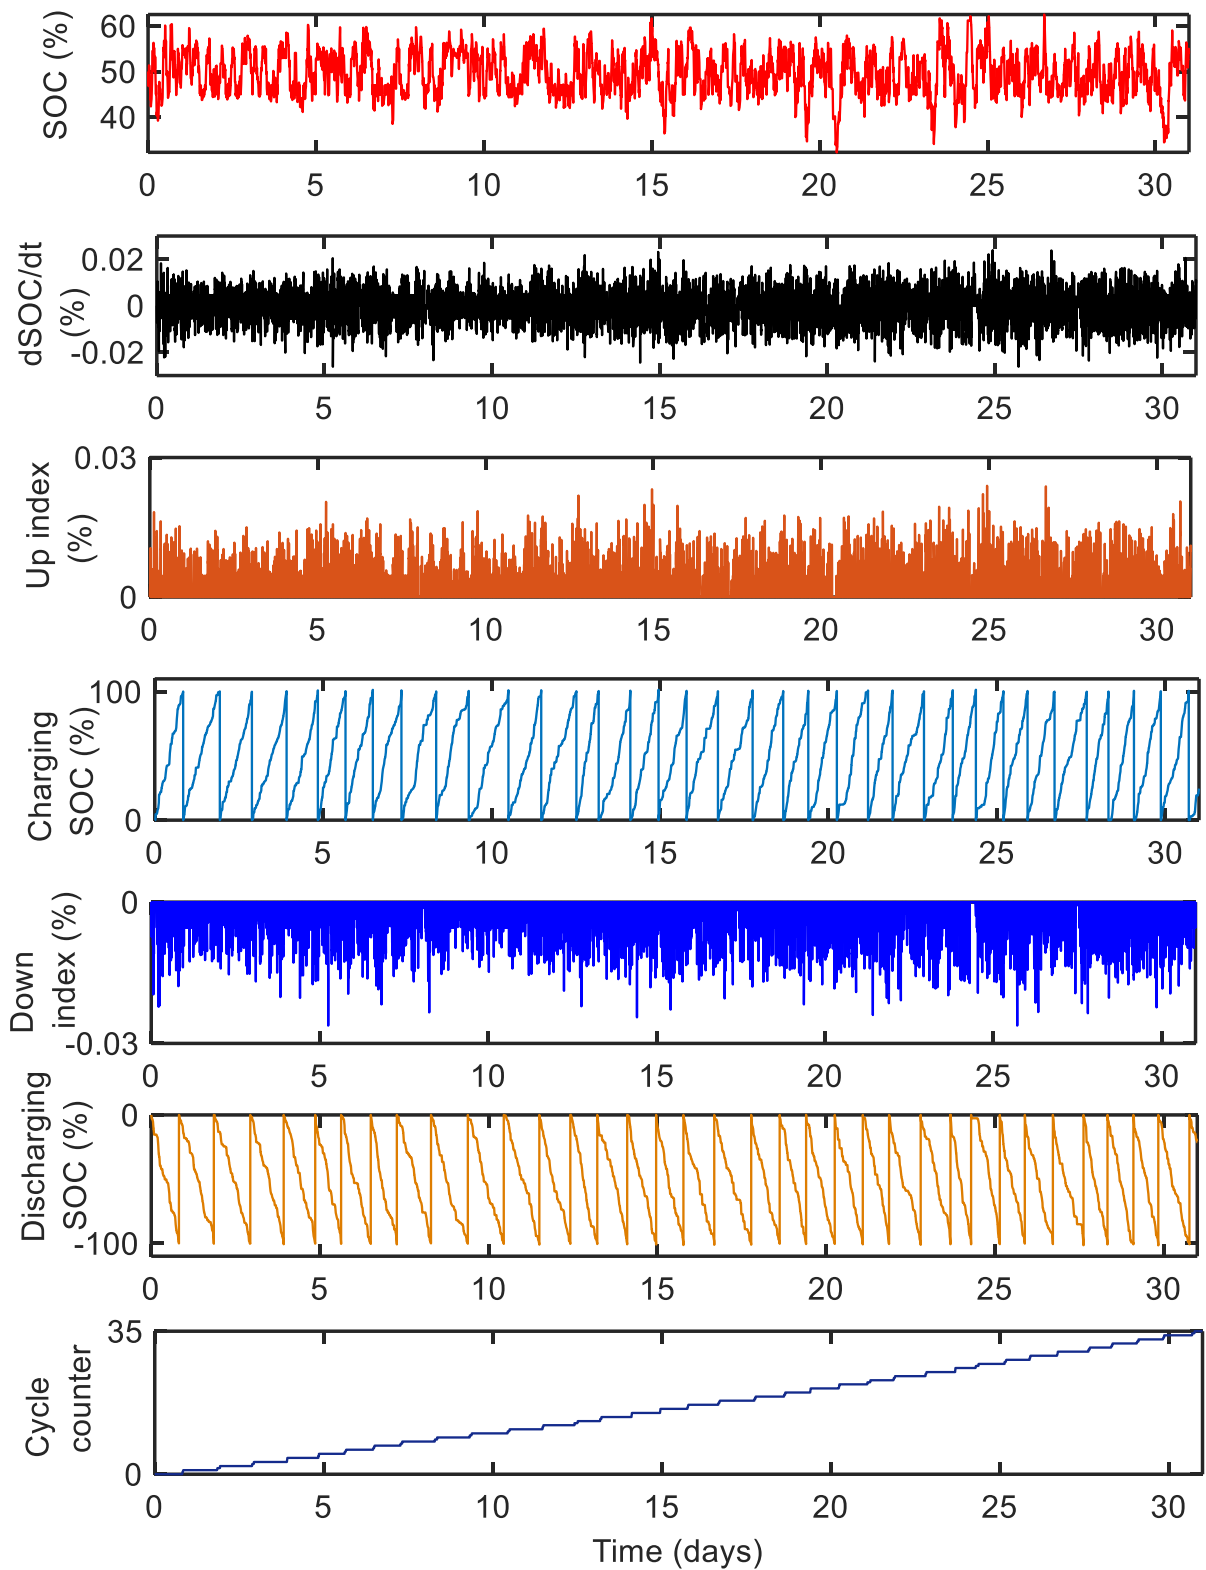 SOC (%)
60
50
40
0 5 10 15 20 25 30
dSOC/dt
(%)
0.02
0
-0.02
0 5 10 15 20 25 30
Up index
(%)
0.03
0
0 5 10 15 20 25 30
Charging
SOC (%)
100
0
0 5 10 15 20 25 30
Down
index (%)
0
-0.03
0 5 10 15 20 25 30
Discharging
SOC (%)
0
-100
0 5 10 15 20 25 30
Cycle
counter
35
0
0 5 10 15 20 25 30
Time (days)